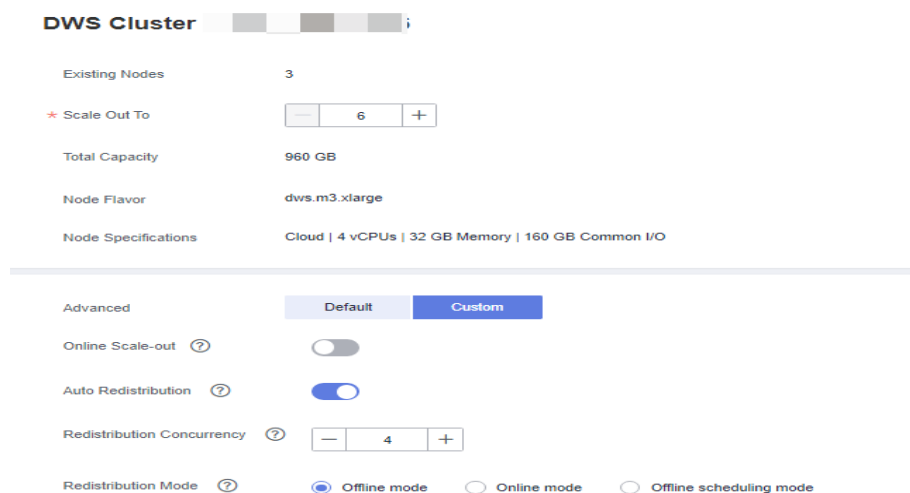 DWS Cluster
Existing Nodes 3
* Scale Out To — 6 +
Total Capacity 960 GB
Node Flavor dws.m3.xlarge
Node Specifications Cloud | 4 vCPUs | 32 GB Memory | 160 GB Common I/O
Advanced Default Custom
Online Scale-out ?
Auto Redistribution ?
Redistribution Concurrency ? — 4 +
Redistribution Mode ? Offline mode Online mode Offline scheduling mode